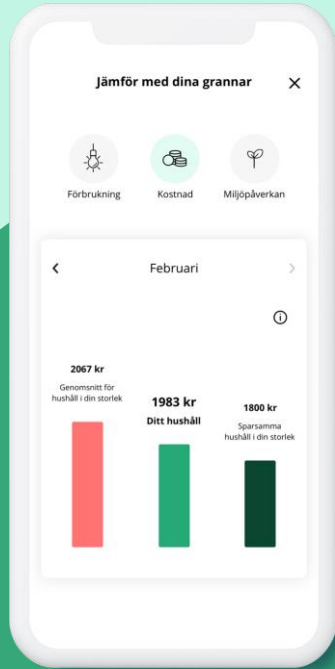 Jämför med dina grannar
Förbrukning
Kostnad
Miljöpåverkan
Februari
2067 kr
Genomsnitt för
hushåll i din storlek
1983 kr
Ditt hushåll
1800 kr
Sparsamma
hushåll i din storlek